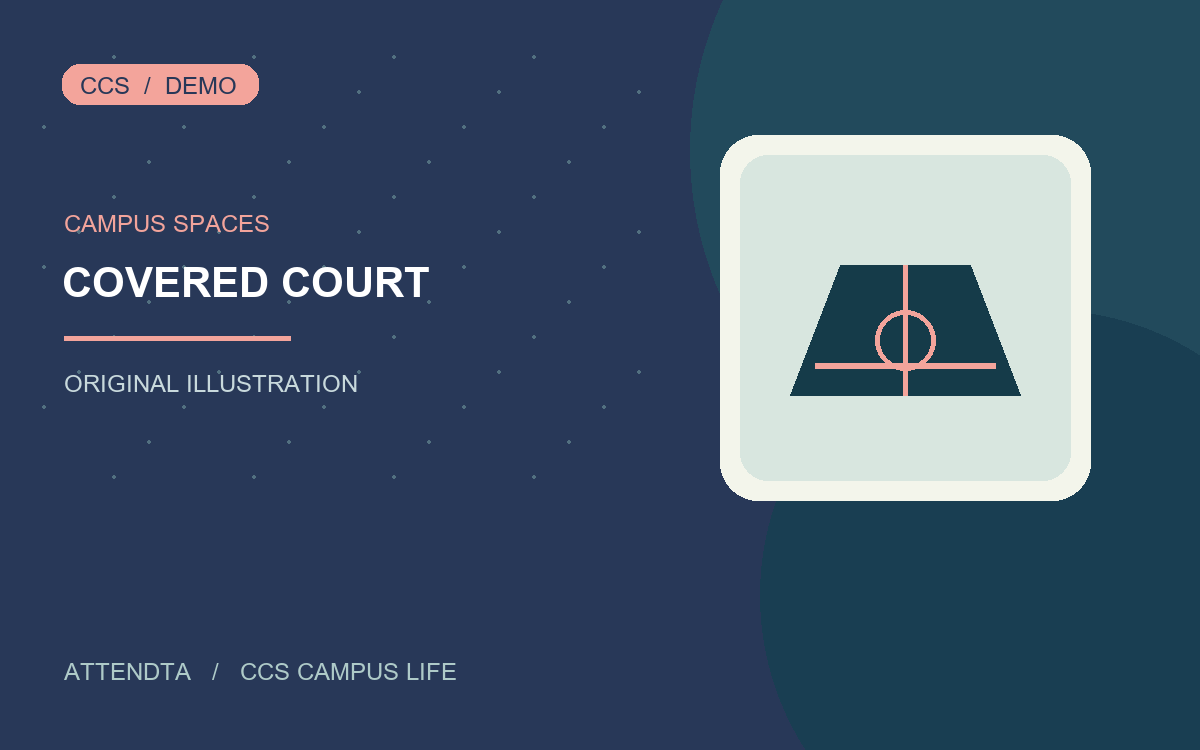 CCS / DEMO
CAMPUS SPACES
COVERED COURT
ORIGINAL ILLUSTRATION
ATTENDTA / CCS CAMPUS LIFE